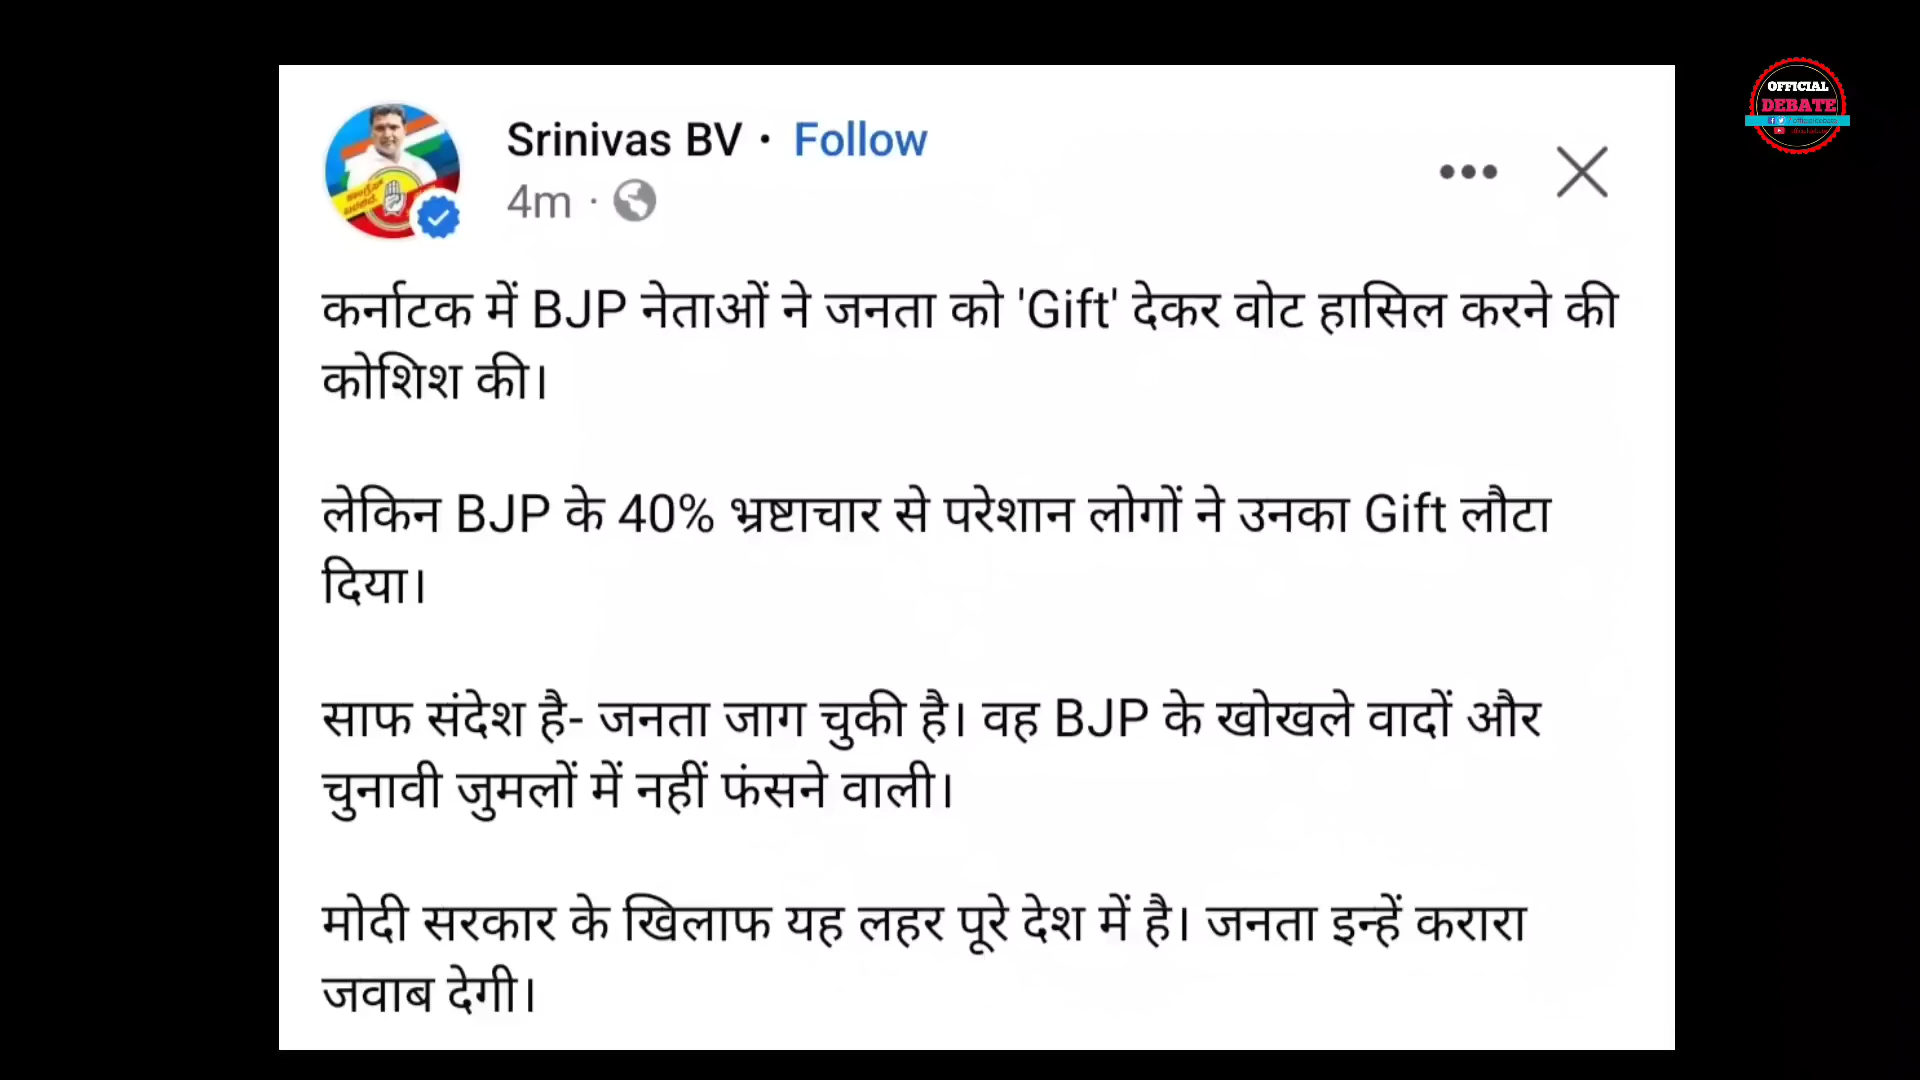 Srinivas BV · Follow
4m ·
कर्नाटक में BJP नेताओं ने जनता को 'Gift' देकर वोट हासिल करने की
कोशिश की।
लेकिन BJP के 40% भ्रष्टाचार से परेशान लोगों ने उनका Gift लौटा
दिया।
साफ संदेश है- जनता जाग चुकी है। वह BJP के खोखले वादों और
चुनावी जुमलों में नहीं फंसने वाली।
मोदी सरकार के खिलाफ यह लहर पूरे देश में है। जनता इन्हें करारा
जवाब देगी।
OFFICIAL
DEBATE